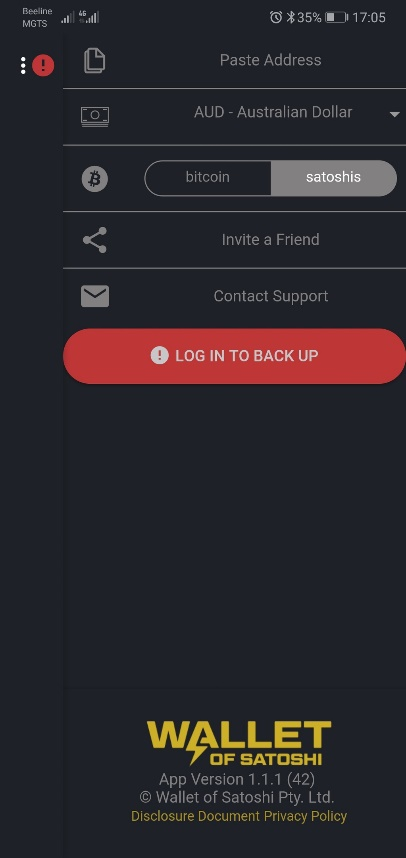 Beeline
MGTS
4G
35%
17:05
Paste Address
AUD - Australian Dollar
bitcoin
satoshis
Invite a Friend
Contact Support
LOG IN TO BACK UP
WALLET
OF SATOSHI
App Version 1.1.1 (42)
© Wallet of Satoshi Pty. Ltd.
Disclosure Document Privacy Policy